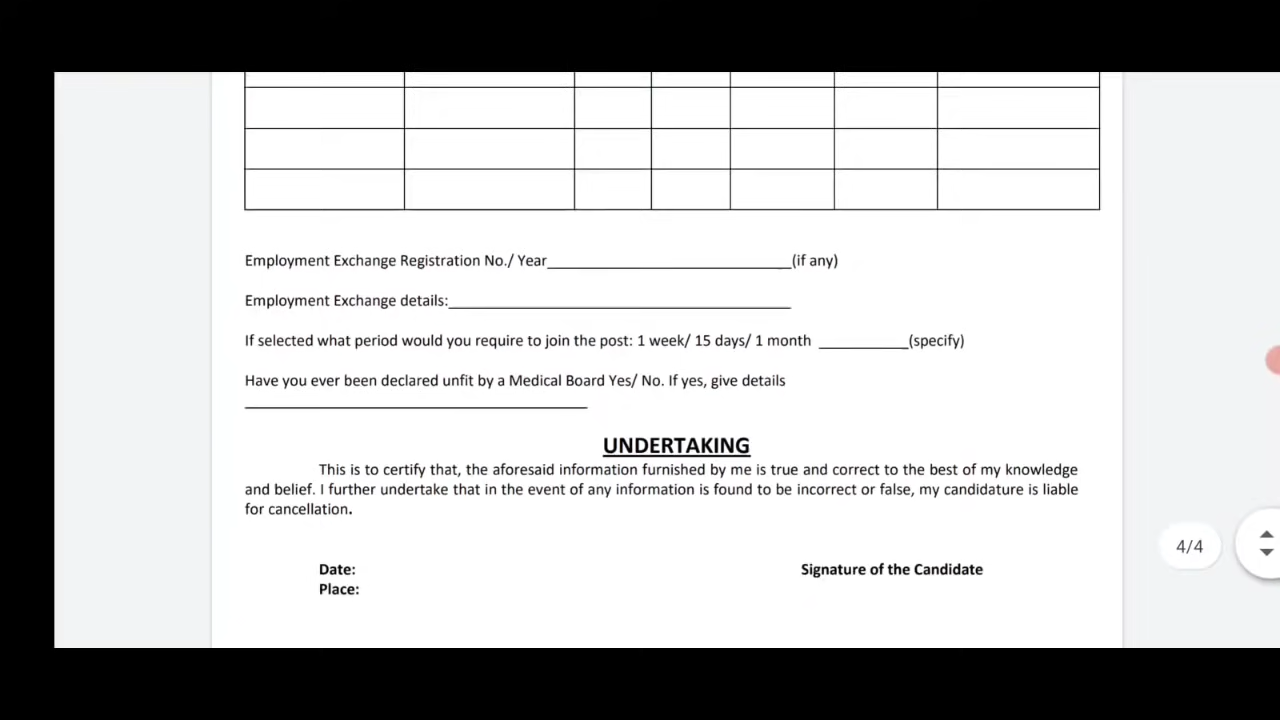 Employment Exchange Registration No./ Year______________________________(if any)
Employment Exchange details:__________________________________________
If selected what period would you require to join the post: 1 week/ 15 days/ 1 month ___________(specify)
Have you ever been declared unfit by a Medical Board Yes/ No. If yes, give details
__________________________________________
UNDERTAKING
This is to certify that, the aforesaid information furnished by me is true and correct to the best of my knowledge
and belief. I further undertake that in the event of any information is found to be incorrect or false, my candidature is liable
for cancellation.
4/4
Date: Signature of the Candidate
Place: